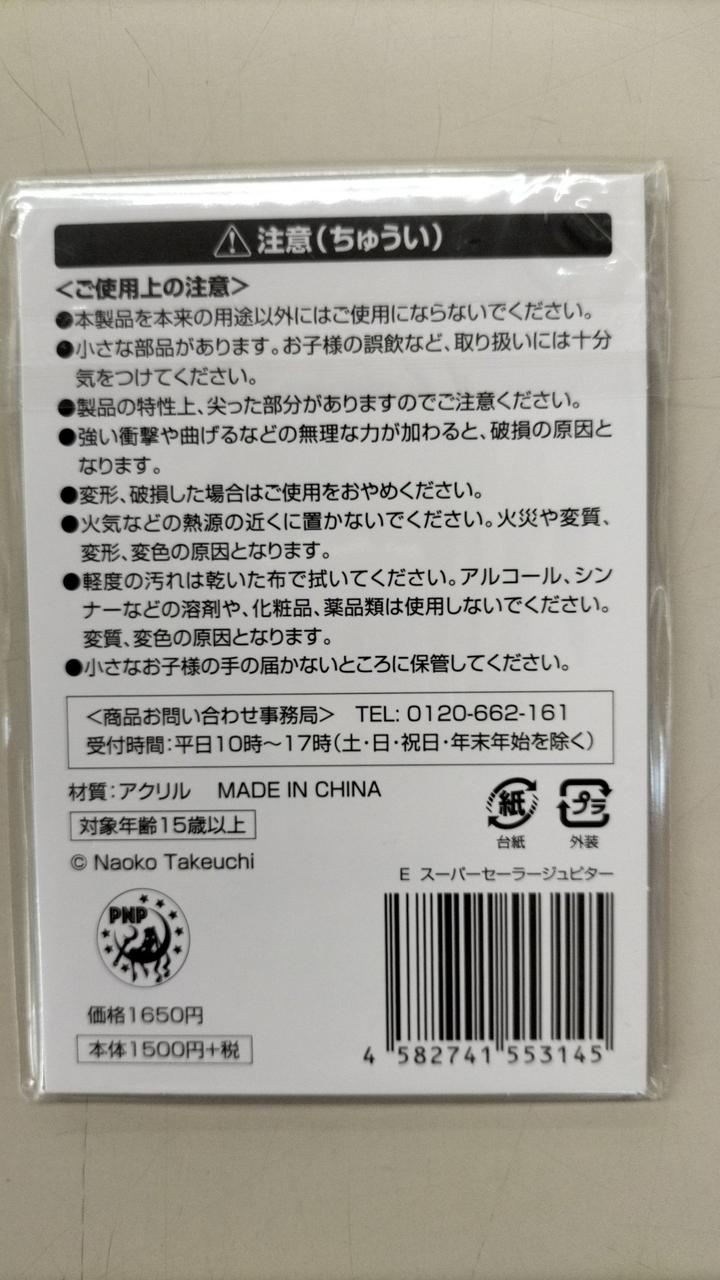 注意(ちゅうい)
<ご使用上の注意>
●本製品を本来の用途以外にはご使用にならないでください。
●小さな部品があります。お子様の誤飲など、取り扱いには十分
気をつけてください。
●製品の特性上、尖った部分がありますのでご注意ください。
●強い衝撃や曲げるなどの無理な力が加わると、破損の原因と
なります。
●変形、破損した場合はご使用をおやめください。
●火気などの熱源の近くに置かないでください。火災や変質、
変形、変色の原因となります。
●軽度の汚れは乾いた布で拭いてください。アルコール、シン
ナーなどの溶剤や、化粧品、薬品類は使用しないでください。
変質、変色の原因となります。
●小さなお子様の手の届かないところに保管してください。
<商品お問い合わせ事務局> TEL: 0120-662-161
受付時間:平日10時〜17時(土・日・祝日・年末年始を除く)
材質:アクリル MADE IN CHINA
対象年齢15歳以上
紙
台紙
プラ
外装
© Naoko Takeuchi
E スーパーセーラージュピター
PNP
価格1650円
本体1500円+税
4 582741 553145